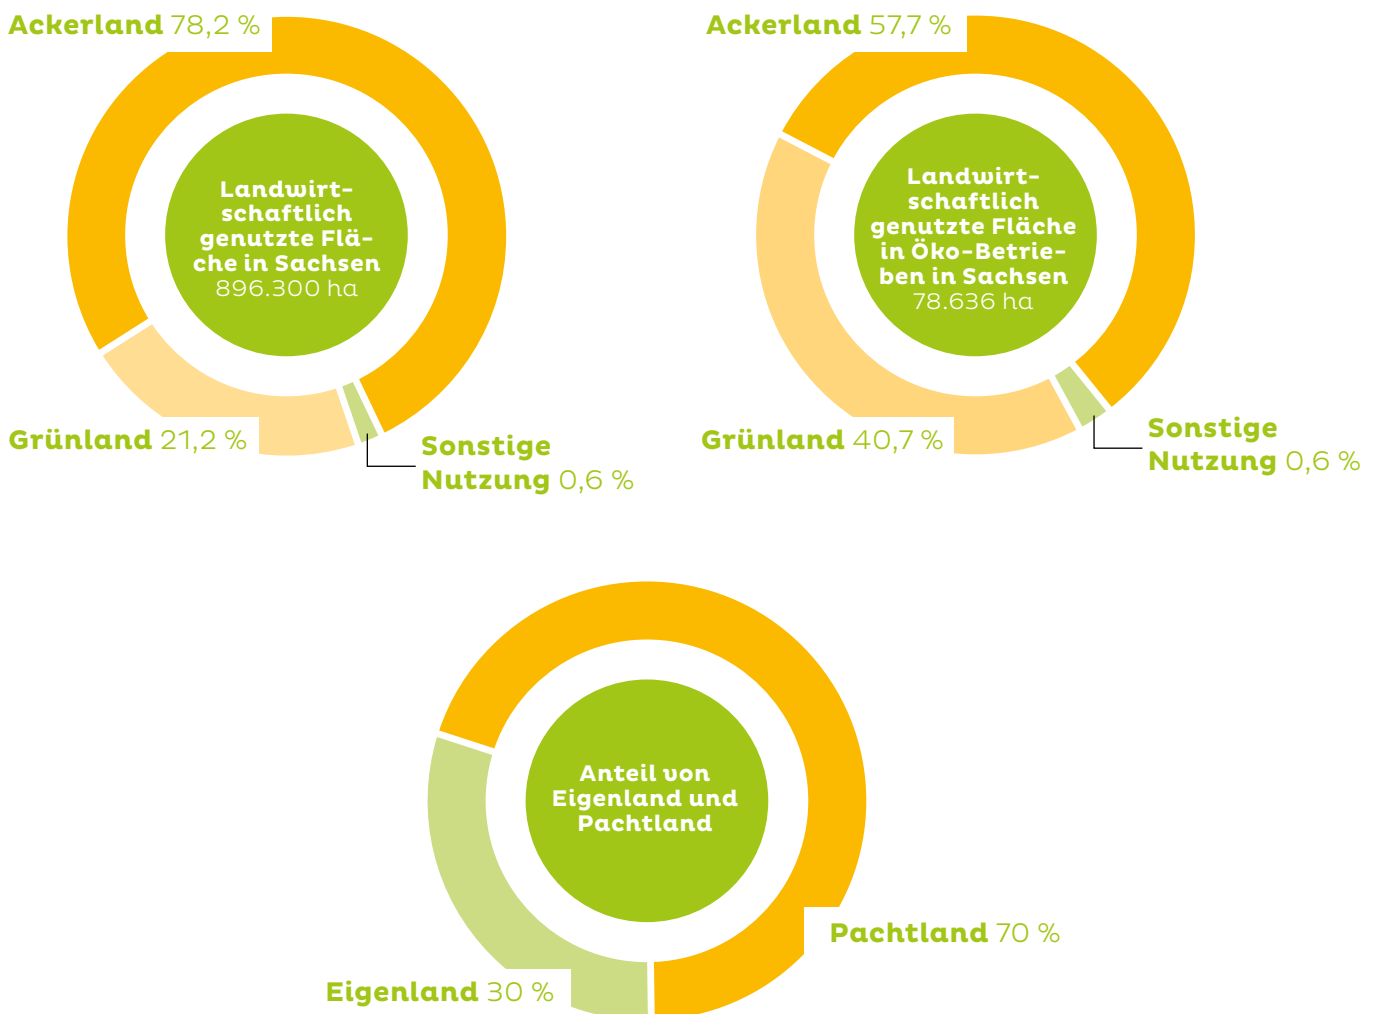 Ackerland 78,2 %
Landwirt-
schaftlich
genutzte Flä-
che in Sachsen
896.300 ha
Grünland 21,2 %
Sonstige
Nutzung 0,6 %
Ackerland 57,7 %
Landwirt-
schaftlich
genutzte Fläche
in Öko-Betrie-
ben in Sachsen
78.636 ha
Grünland 40,7 %
Sonstige
Nutzung 0,6 %
Anteil von
Eigenland und
Pachtland
Pachtland 70 %
Eigenland 30 %